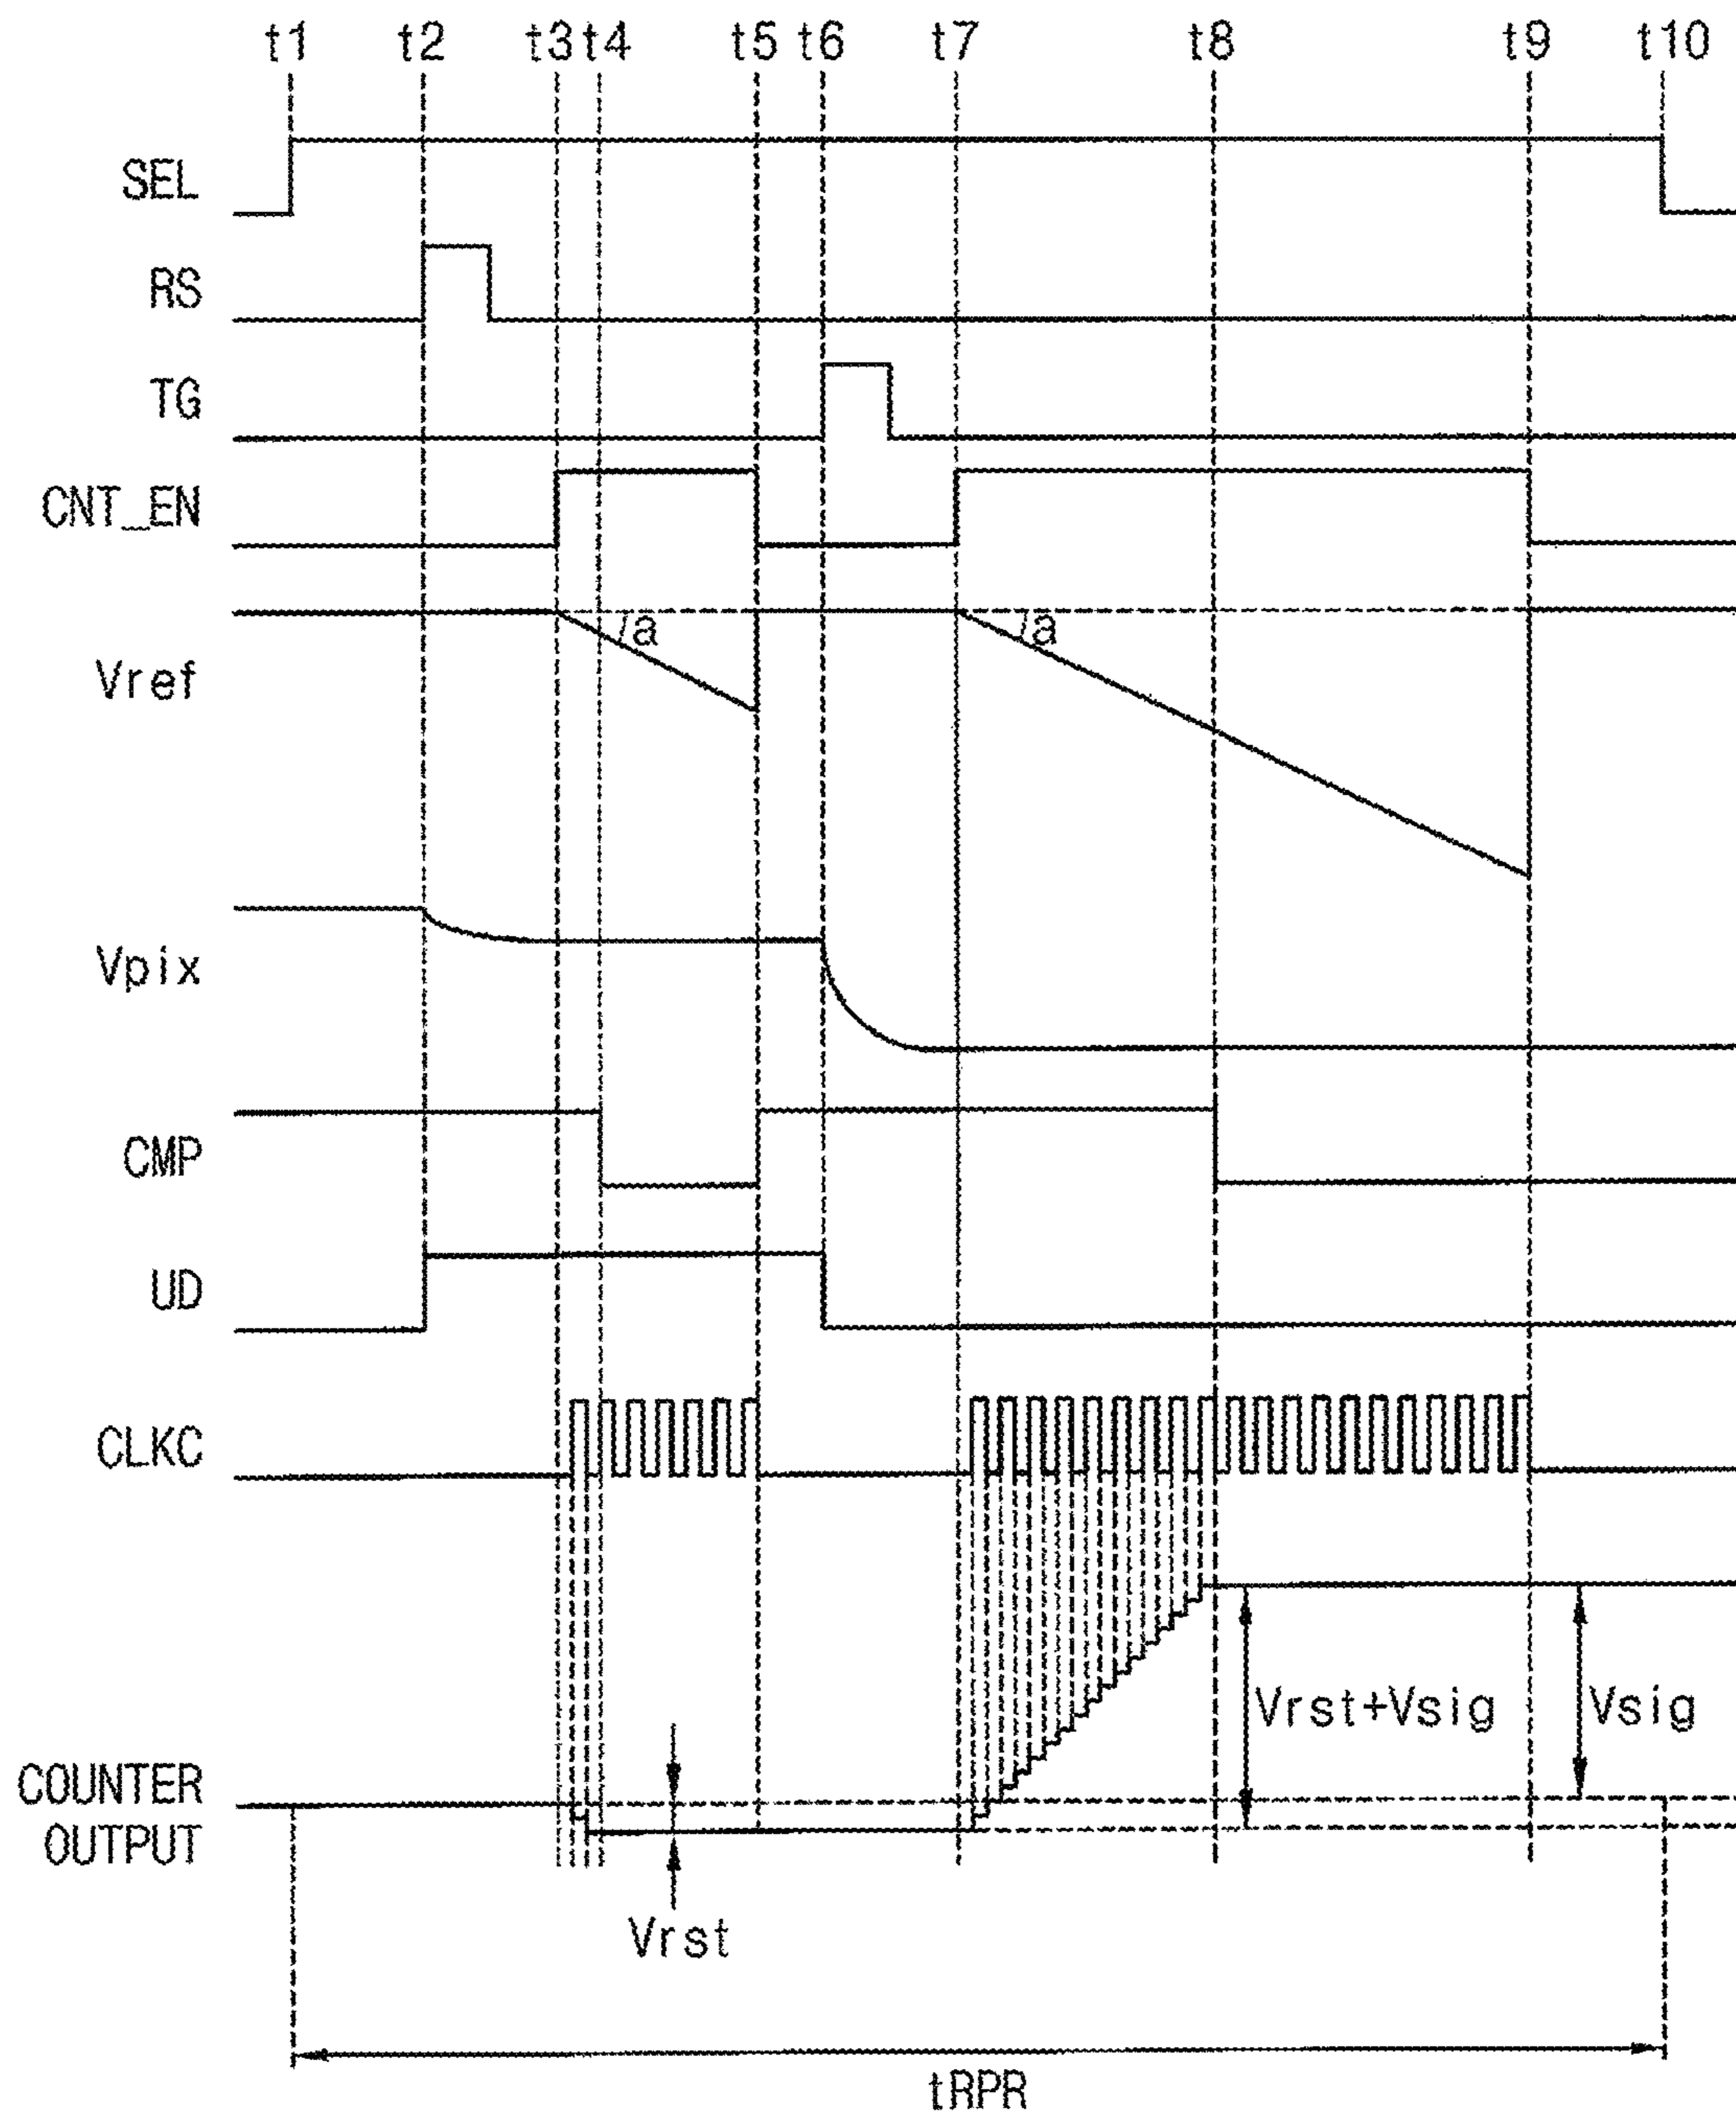 t1 t2 t3 t4 t5 t6 t7 t8 t9 t10
SEL
RS
TG
CNT_EN
a a
Vref
Vpix
CMP
UD
CLKC
Vrst+Vsig Vsig
COUNTER
OUTPUT
Vrst
tRPR